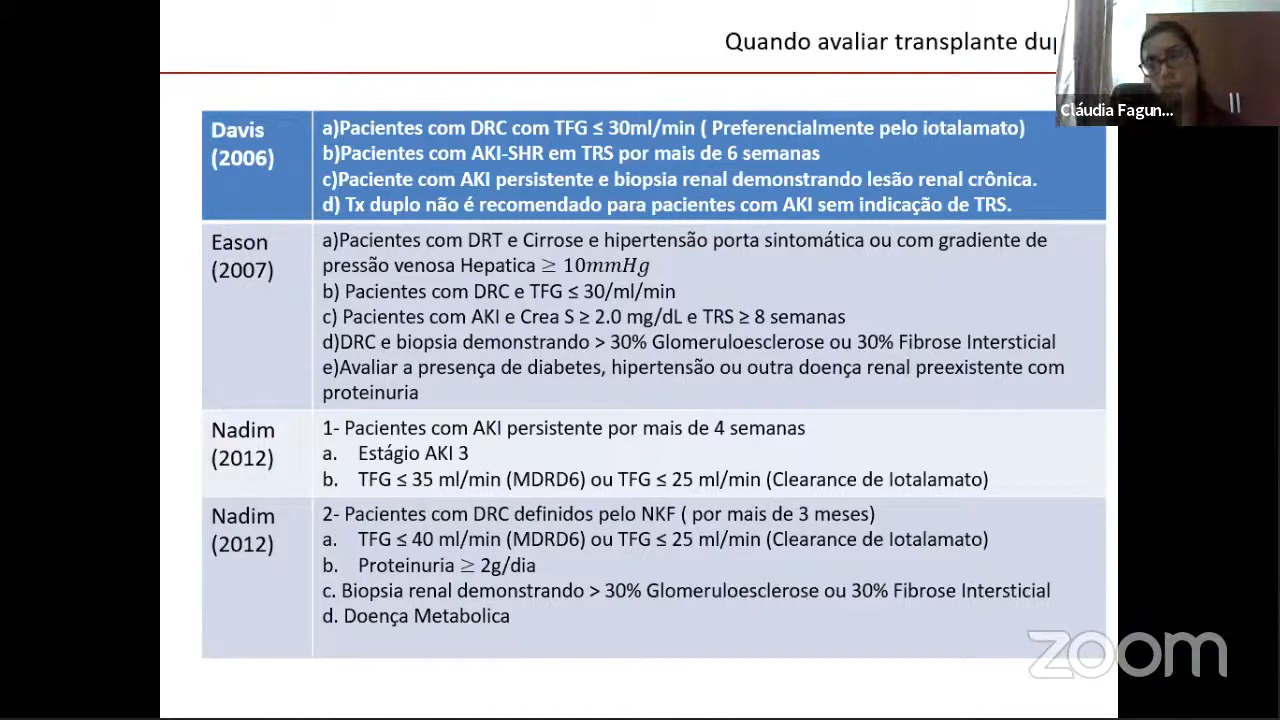 Quando avaliar transplante dup
Cláudia Fagun...
Davis
(2006)
a)Pacientes com DRC com TFG ≤ 30ml/min ( Preferencialmente pelo iotalamato)
b)Pacientes com AKI-SHR em TRS por mais de 6 semanas
c)Paciente com AKI persistente e biopsia renal demonstrando lesão renal crônica.
d) Tx duplo não é recomendado para pacientes com AKI sem indicação de TRS.
Eason
(2007)
a)Pacientes com DRT e Cirrose e hipertensão porta sintomática ou com gradiente de
pressão venosa Hepatica ≥ 10mmHg
b) Pacientes com DRC e TFG ≤ 30/ml/min
c) Pacientes com AKI e Crea S ≥ 2.0 mg/dL e TRS ≥ 8 semanas
d)DRC e biopsia demonstrando > 30% Glomeruloesclerose ou 30% Fibrose Intersticial
e)Avaliar a presença de diabetes, hipertensão ou outra doença renal preexistente com
proteinuria
Nadim
(2012)
1- Pacientes com AKI persistente por mais de 4 semanas
a. Estágio AKI 3
b. TFG ≤ 35 ml/min (MDRD6) ou TFG ≤ 25 ml/min (Clearance de Iotalamato)
Nadim
(2012)
2- Pacientes com DRC definidos pelo NKF ( por mais de 3 meses)
a. TFG ≤ 40 ml/min (MDRD6) ou TFG ≤ 25 ml/min (Clearance de Iotalamato)
b. Proteinuria ≥ 2g/dia
c. Biopsia renal demonstrando > 30% Glomeruloesclerose ou 30% Fibrose Intersticial
d. Doença Metabolica
zoom